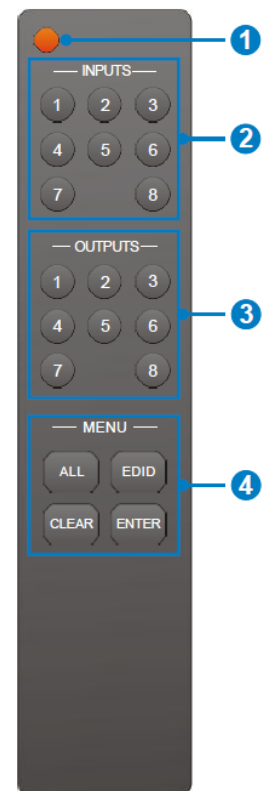 1
INPUTS
1 2 3
4 5 6
2
7 8
OUTPUTS
1 2 3
4 5 6
3
7 8
MENU
ALL EDID
4
CLEAR ENTER